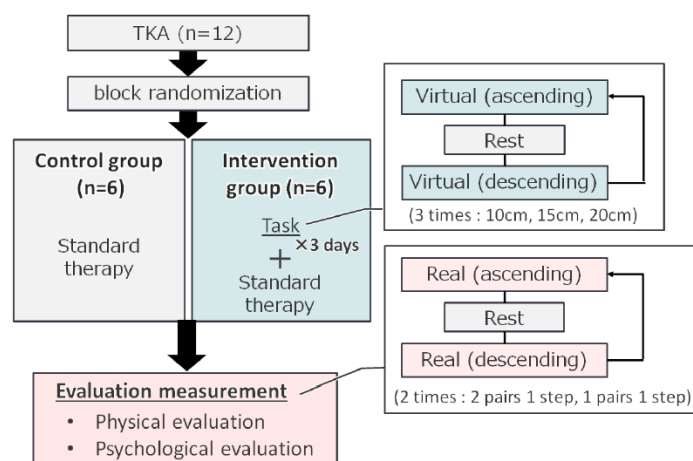 TKA (n=12)
block randomization
Control group
(n=6)
Standard
therapy
Intervention
group (n=6)
Task
×3 days
+
Standard
therapy
Evaluation measurement
• Physical evaluation
• Psychological evaluation
Virtual (ascending)
Rest
Virtual (descending)
(3 times : 10cm, 15cm, 20cm)
Real (ascending)
Rest
Real (descending)
(2 times : 2 pairs 1 step, 1 pairs 1 step)